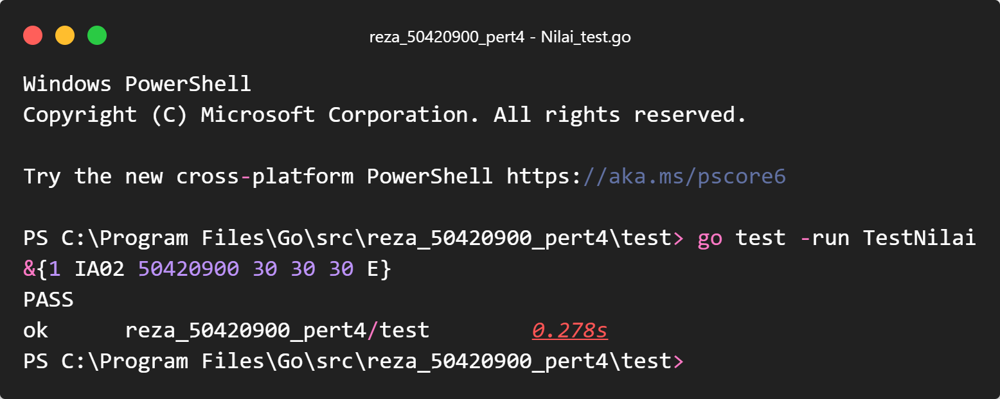 reza_50420900_pert4 - Nilai_test.go
Windows PowerShell
Copyright (C) Microsoft Corporation. All rights reserved.
Try the new cross-platform PowerShell https://aka.ms/pscore6
PS C:\Program Files\Go\src\reza_50420900_pert4\test> go test -run TestNilai
&{1 IA02 50420900 30 30 30 E}
PASS
ok      reza_50420900_pert4/test        0.278s
PS C:\Program Files\Go\src\reza_50420900_pert4\test>